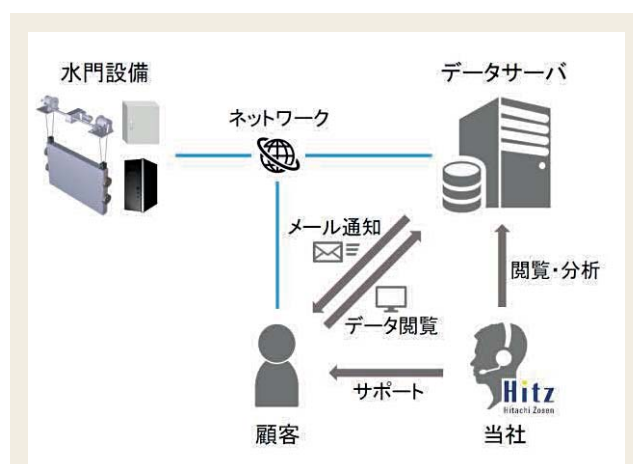 水門設備
データサーバ
ネットワーク
メール通知
閲覧・分析
データ閲覧
サポート
Hitz
Hitachi Zosen
顧客
当社